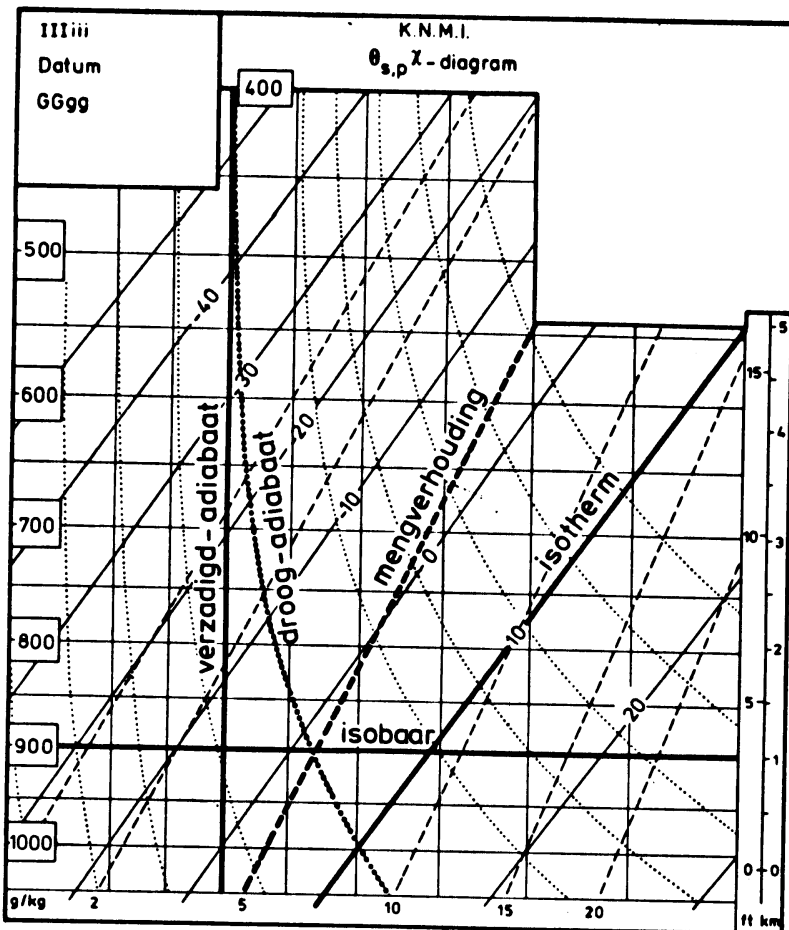 IIIiii
Datum
GGgg
K.N.M.I.
θs,p χ-diagram
400
500
600
700
800
900
1000
-40
-30
-20
-10
0
10
20
verzadigd-adiabaat
droog-adiabaat
mengverhouding
isotherm
isobaar
5
15
4
10
3
2
5
1
0
0
g/kg
2
5
10
15
20
ft km